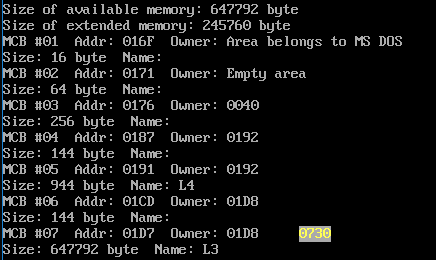 Size of available memory: 647792 byte
Size of extended memory: 245760 byte
MCB #01 Addr: 016F Owner: Area belongs to MS DOS
Size: 16 byte Name:
MCB #02 Addr: 0171 Owner: Empty area
Size: 64 byte Name:
MCB #03 Addr: 0176 Owner: 0040
Size: 256 byte Name:
MCB #04 Addr: 0187 Owner: 0192
Size: 144 byte Name:
MCB #05 Addr: 0191 Owner: 0192
Size: 944 byte Name: L4
MCB #06 Addr: 01CD Owner: 01D8
Size: 144 byte Name:
MCB #07 Addr: 01D7 Owner: 01D8 0730
Size: 647792 byte Name: L3